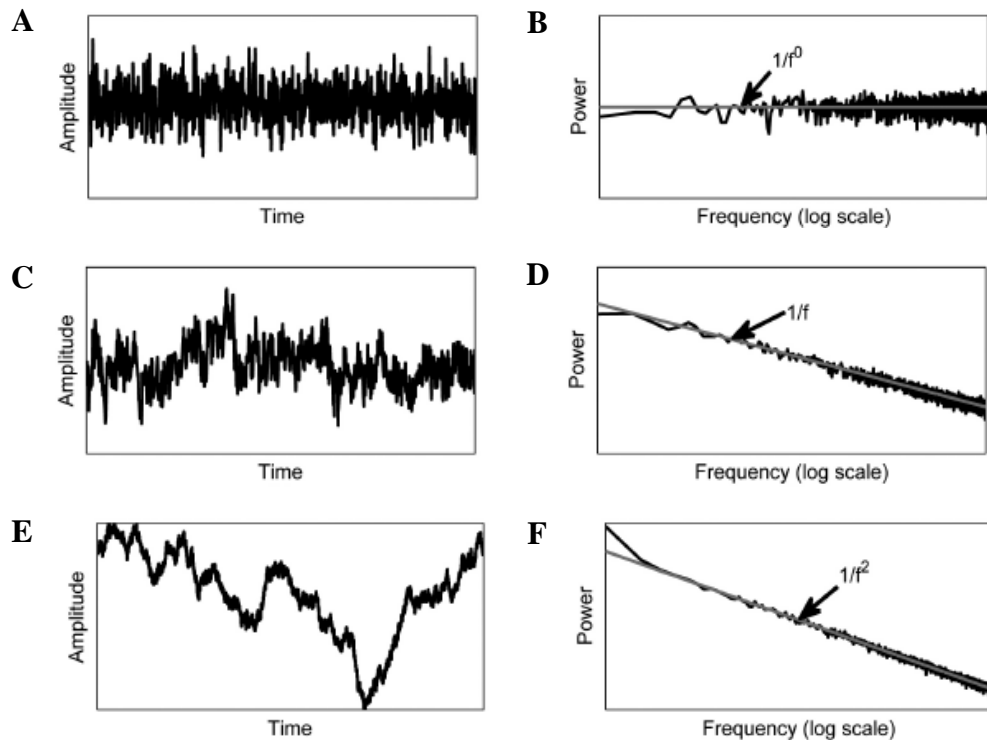 A
Amplitude
Time
B
1/f⁰
Power
Frequency (log scale)
C
Amplitude
Time
D
1/f
Power
Frequency (log scale)
E
Amplitude
Time
F
1/f²
Power
Frequency (log scale)